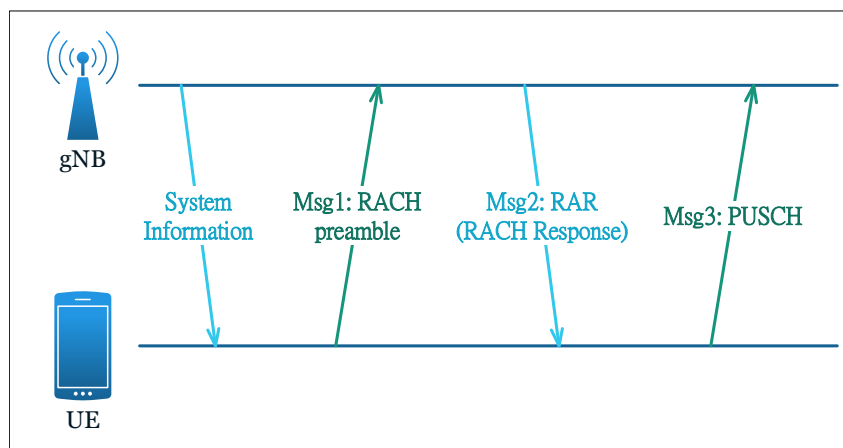 gNB
System
Information
Msg1: RACH
preamble
Msg2: RAR
(RACH Response)
Msg3: PUSCH
UE